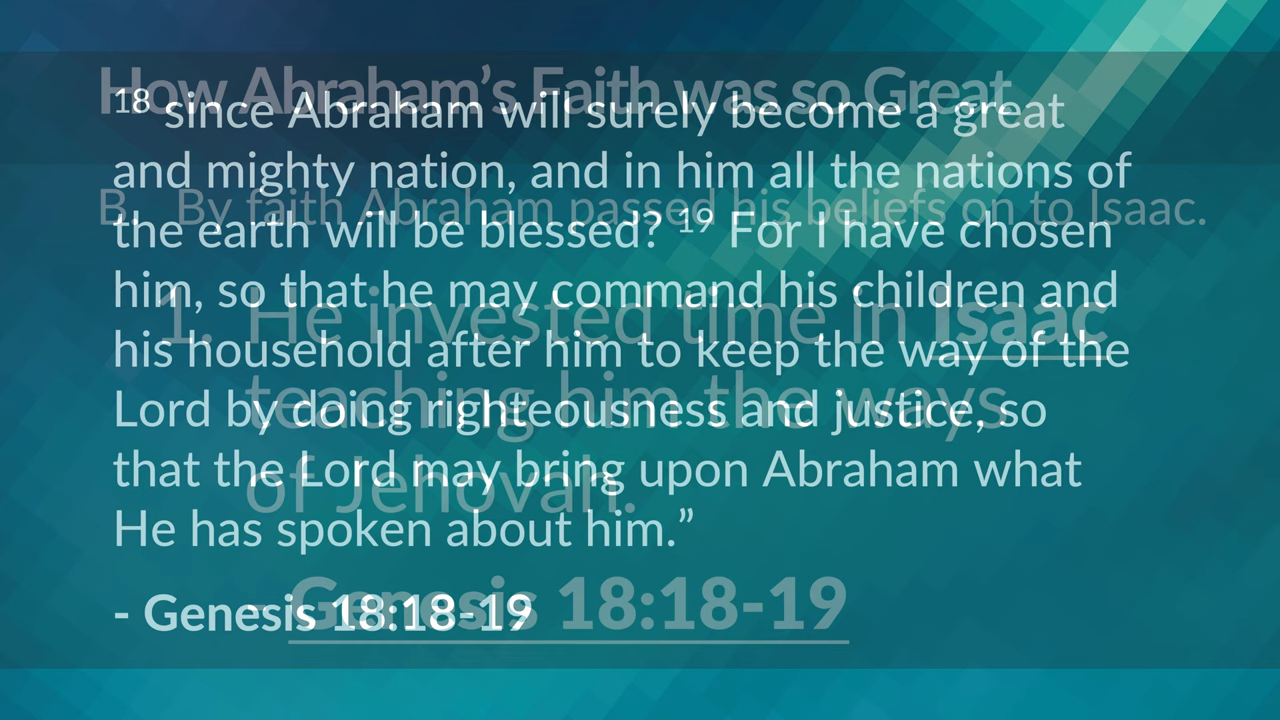 How Abraham’s Faith was so Great
18 since Abraham will surely become a great
and mighty nation, and in him all the nations of
B. By faith Abraham passed his beliefs on to Isaac.
the earth will be blessed? 19 For I have chosen
him, so that he may command his children and
1. He invested time in Isaac
his household after him to keep the way of the
teaching him the ways
Lord by doing righteousness and justice, so
that the Lord may bring upon Abraham what
of Jehovah.
He has spoken about him.”
- Genesis 18:18-19
- Genesis 18:18-19